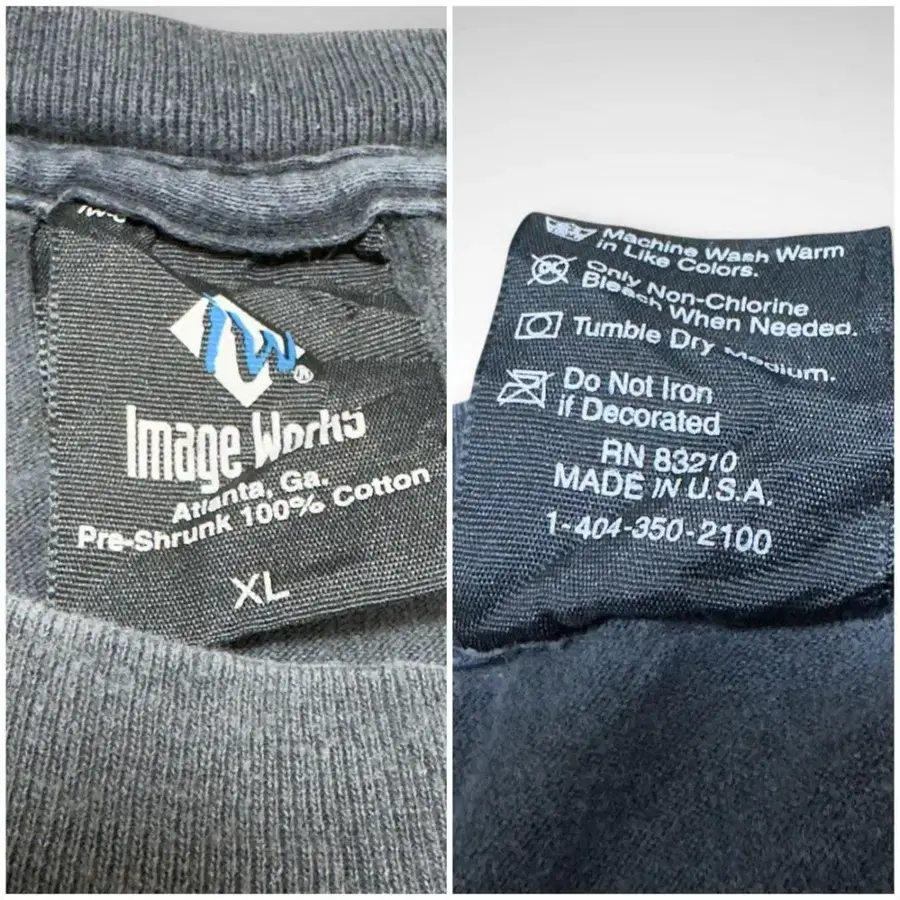 IW
Image Works
Atlanta, Ga.
Pre-Shrunk 100% Cotton
XL
Machine Wash Warm
in Like Colors.
Only Non-Chlorine
Bleach When Needed.
Tumble Dry Medium.
Do Not Iron
if Decorated
RN 83210
MADE IN U.S.A.
1-404-350-2100